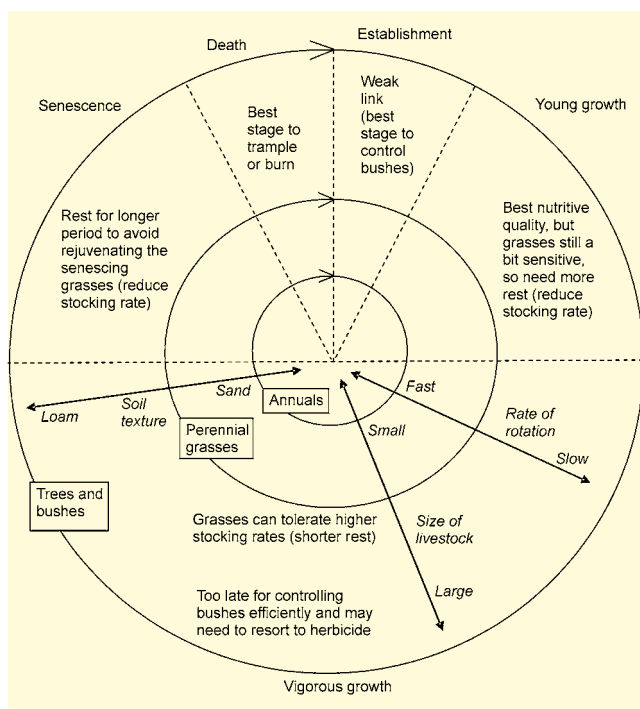 Establishment
Death
Senescence
Young growth
Best
stage to
trample
or burn
Weak
link
(best
stage to
control
bushes)
Rest for longer
period to avoid
rejuvenating the
senescing
grasses (reduce
stocking rate)
Best nutritive
quality, but
grasses still a
bit sensitive,
so need more
rest (reduce
stocking rate)
Loam
Soil
texture
Sand
Annuals
Perennial
grasses
Trees and
bushes
Fast
Rate of
rotation
Slow
Small
Size of
livestock
Large
Grasses can tolerate higher
stocking rates (shorter rest)
Too late for controlling
bushes efficiently and may
need to resort to herbicide
Vigorous growth